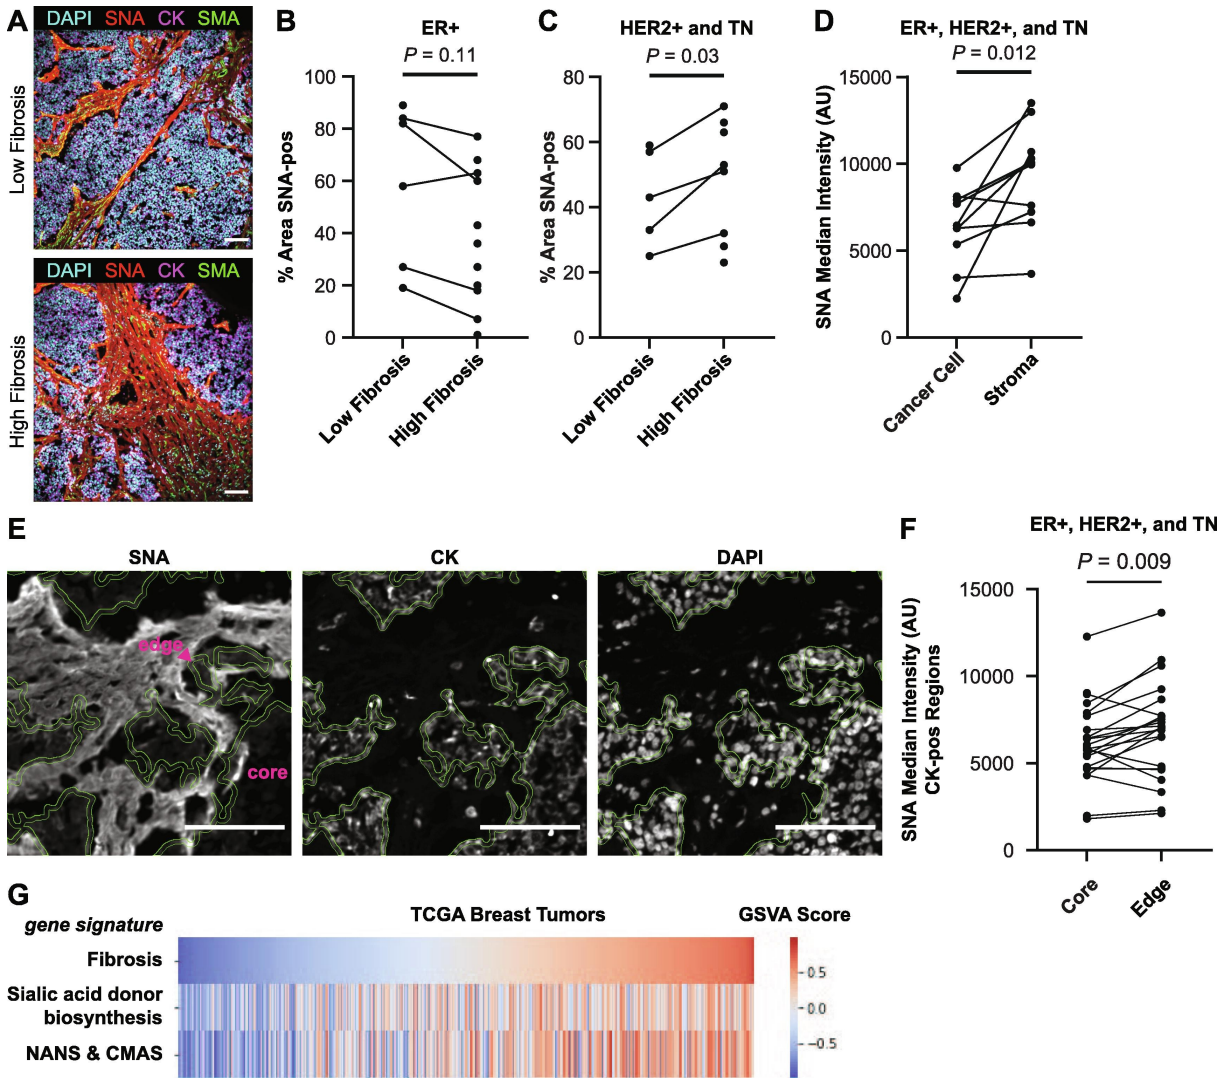 A
DAPI SNA CK SMA
Low Fibrosis
DAPI SNA CK SMA
High Fibrosis
B
ER+
P = 0.11
% Area SNA-pos
100
80
60
40
20
0
Low Fibrosis
High Fibrosis
C
HER2+ and TN
P = 0.03
% Area SNA-pos
80
60
40
20
0
Low Fibrosis
High Fibrosis
D
ER+, HER2+, and TN
P = 0.012
SNA Median Intensity (AU)
15000
10000
5000
0
Cancer Cell
Stroma
E
SNA
CK
DAPI
edge
core
F
ER+, HER2+, and TN
P = 0.009
SNA Median Intensity (AU)
CK-pos Regions
15000
10000
5000
0
Core
Edge
G
gene signature
TCGA Breast Tumors
GSVA Score
Fibrosis
Sialic acid donor
biosynthesis
NANS & CMAS
0.5
0.0
−0.5